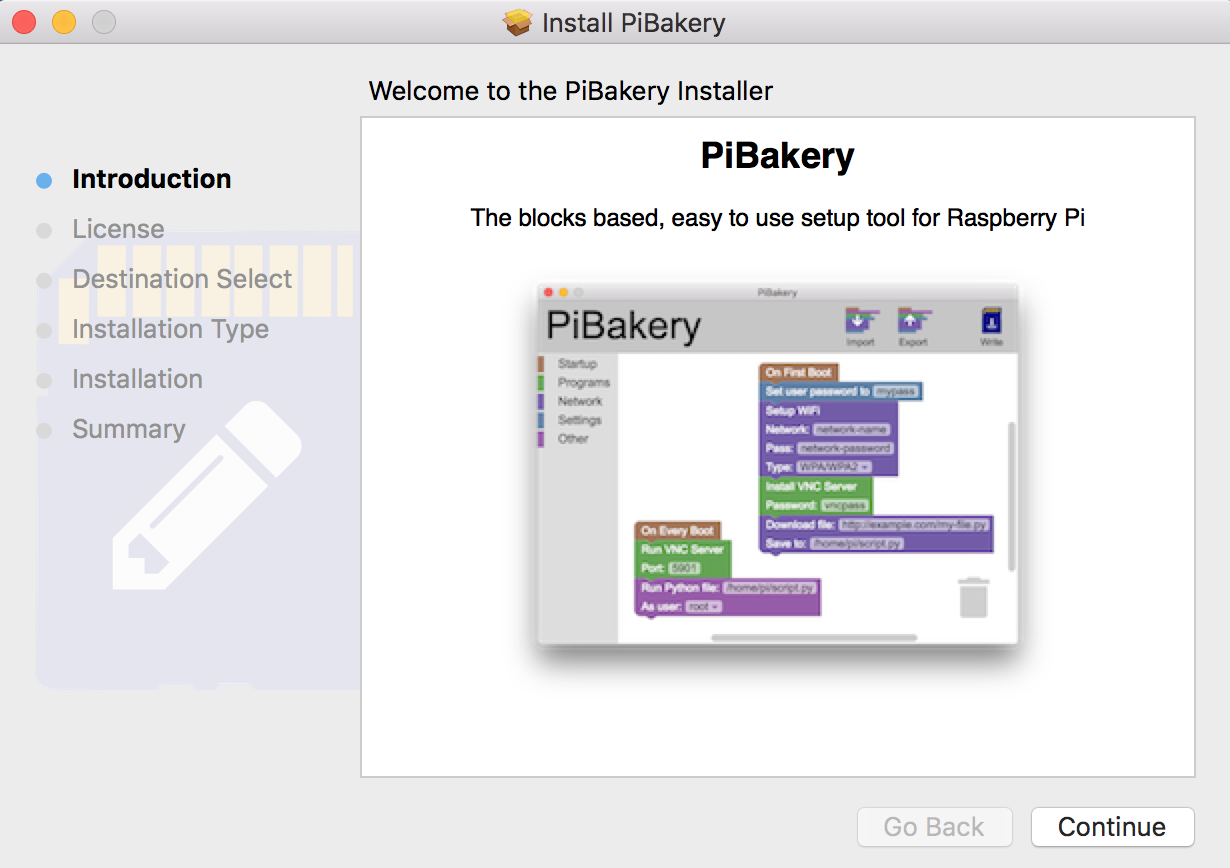 Install PiBakery
Welcome to the PiBakery Installer
Introduction
License
Destination Select
Installation Type
Installation
Summary
PiBakery
The blocks based, easy to use setup tool for Raspberry Pi
PiBakery
PiBakery
Import
Export
Write
Startup
Programs
Network
Settings
Other
On First Boot
Set user password to mypass
Setup WiFi
Network: network-name
Pass: network-password
Type: WPA/WPA2
Install VNC Server
Password: vncpass
Download file: http://example.com/my-file.py
Save to: /home/pi/script.py
On Every Boot
Run VNC Server
Port: 5901
Run Python file: /home/pi/script.py
As user: root
Go Back
Continue